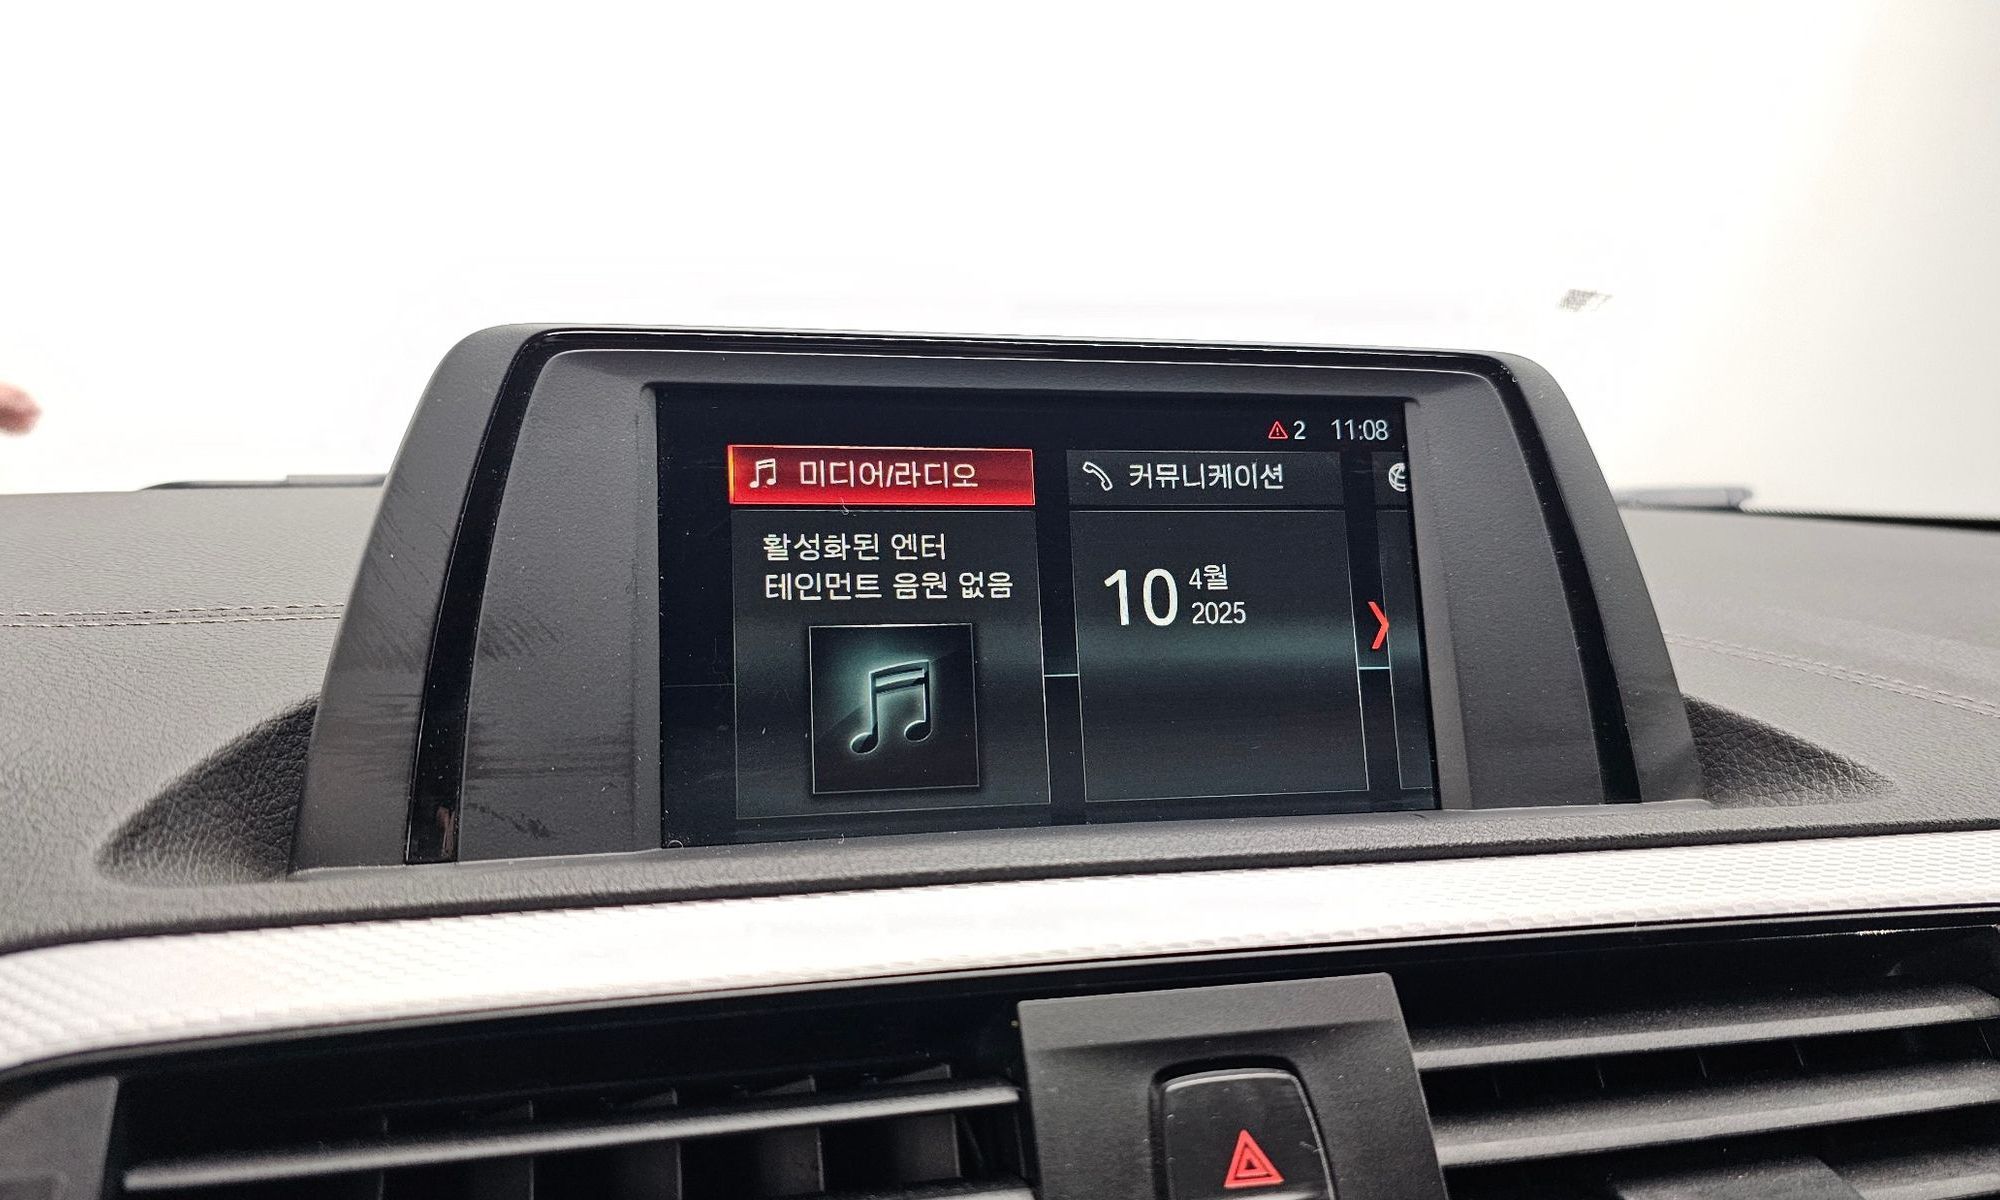 2 11:08
미디어/라디오
커뮤니케이션
활성화된 엔터
테인먼트 음원 없음
10 4월
2025